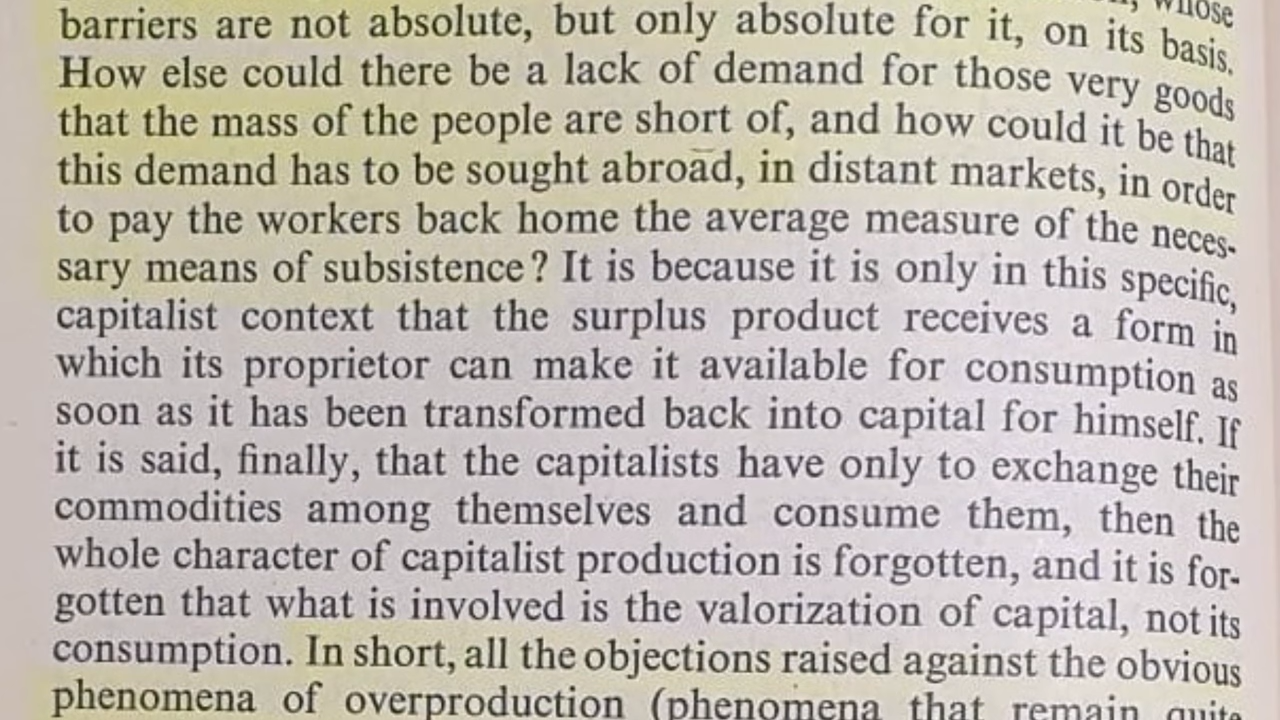 whose
barriers are not absolute, but only absolute for it, on its basis.
How else could there be a lack of demand for those very goods
that the mass of the people are short of, and how could it be that
this demand has to be sought abroad, in distant markets, in order
to pay the workers back home the average measure of the neces-
sary means of subsistence? It is because it is only in this specific,
capitalist context that the surplus product receives a form in
which its proprietor can make it available for consumption as
soon as it has been transformed back into capital for himself. If
it is said, finally, that the capitalists have only to exchange their
commodities among themselves and consume them, then the
whole character of capitalist production is forgotten, and it is for-
gotten that what is involved is the valorization of capital, not its
consumption. In short, all the objections raised against the obvious
phenomena of overproduction (phenomena that remain quite